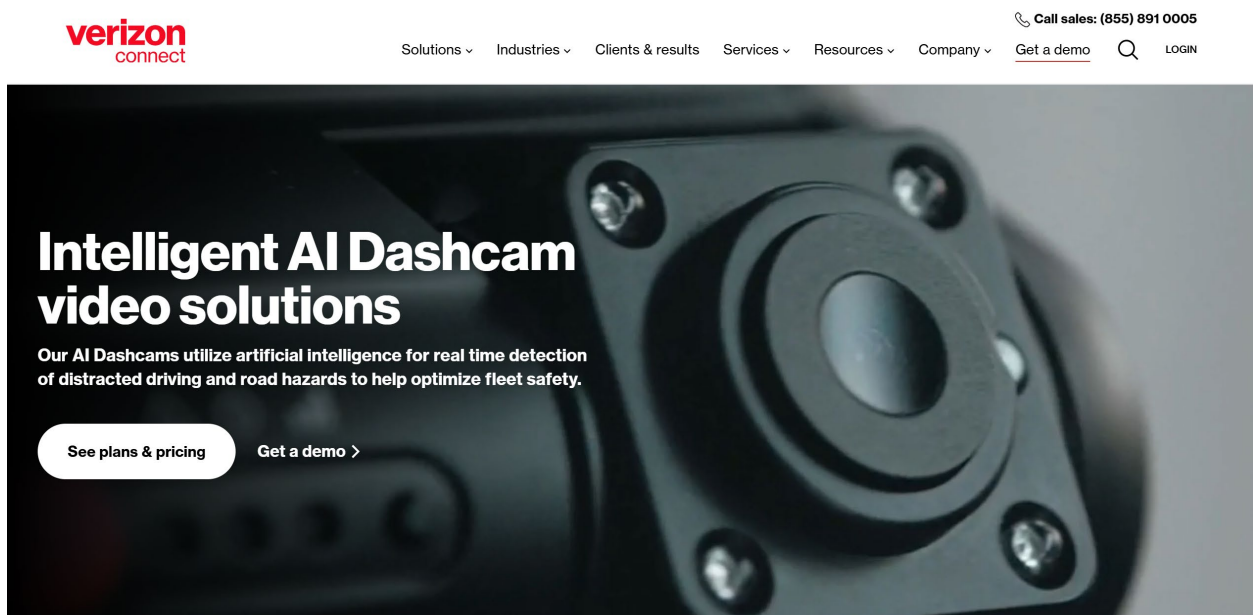 Call sales: (855) 891 0005
verizon
connect
Solutions Industries Clients & results Services Resources Company Get a demo LOGIN
Intelligent AI Dashcam
video solutions
Our AI Dashcams utilize artificial intelligence for real time detection
of distracted driving and road hazards to help optimize fleet safety.
See plans & pricing Get a demo